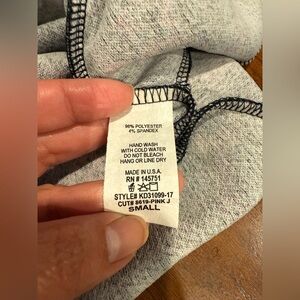 96% POLYESTER
4% SPANDEX
HAND WASH
WITH COLD WATER
DO NOT BLEACH
HANG OR LINE DRY
MADE IN U.S.A.
RN # 145751
STYLE# KD31099-17
CUT# 8619-PINK J
SMALL